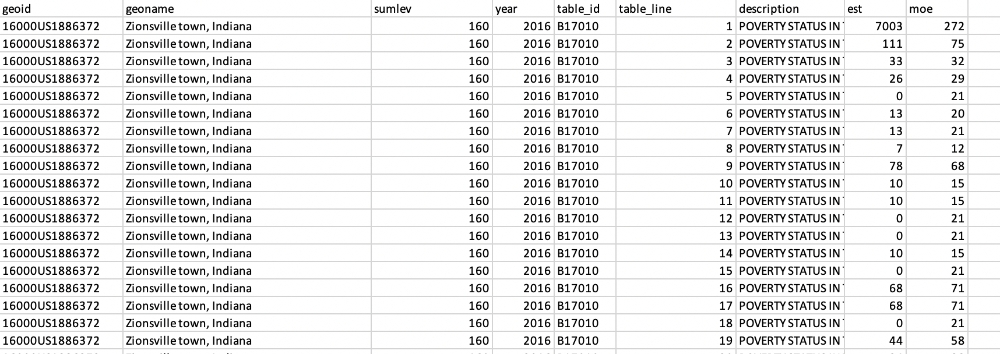 geoid geoname sumlev year table_id table_line description est moe
16000US1886372 Zionsville town, Indiana 160 2016 B17010 1 POVERTY STATUS IN 7003 272
16000US1886372 Zionsville town, Indiana 160 2016 B17010 2 POVERTY STATUS IN 111 75
16000US1886372 Zionsville town, Indiana 160 2016 B17010 3 POVERTY STATUS IN 33 32
16000US1886372 Zionsville town, Indiana 160 2016 B17010 4 POVERTY STATUS IN 26 29
16000US1886372 Zionsville town, Indiana 160 2016 B17010 5 POVERTY STATUS IN 0 21
16000US1886372 Zionsville town, Indiana 160 2016 B17010 6 POVERTY STATUS IN 13 20
16000US1886372 Zionsville town, Indiana 160 2016 B17010 7 POVERTY STATUS IN 13 21
16000US1886372 Zionsville town, Indiana 160 2016 B17010 8 POVERTY STATUS IN 7 12
16000US1886372 Zionsville town, Indiana 160 2016 B17010 9 POVERTY STATUS IN 78 68
16000US1886372 Zionsville town, Indiana 160 2016 B17010 10 POVERTY STATUS IN 10 15
16000US1886372 Zionsville town, Indiana 160 2016 B17010 11 POVERTY STATUS IN 10 15
16000US1886372 Zionsville town, Indiana 160 2016 B17010 12 POVERTY STATUS IN 0 21
16000US1886372 Zionsville town, Indiana 160 2016 B17010 13 POVERTY STATUS IN 0 21
16000US1886372 Zionsville town, Indiana 160 2016 B17010 14 POVERTY STATUS IN 10 15
16000US1886372 Zionsville town, Indiana 160 2016 B17010 15 POVERTY STATUS IN 0 21
16000US1886372 Zionsville town, Indiana 160 2016 B17010 16 POVERTY STATUS IN 68 71
16000US1886372 Zionsville town, Indiana 160 2016 B17010 17 POVERTY STATUS IN 68 71
16000US1886372 Zionsville town, Indiana 160 2016 B17010 18 POVERTY STATUS IN 0 21
16000US1886372 Zionsville town, Indiana 160 2016 B17010 19 POVERTY STATUS IN 44 58